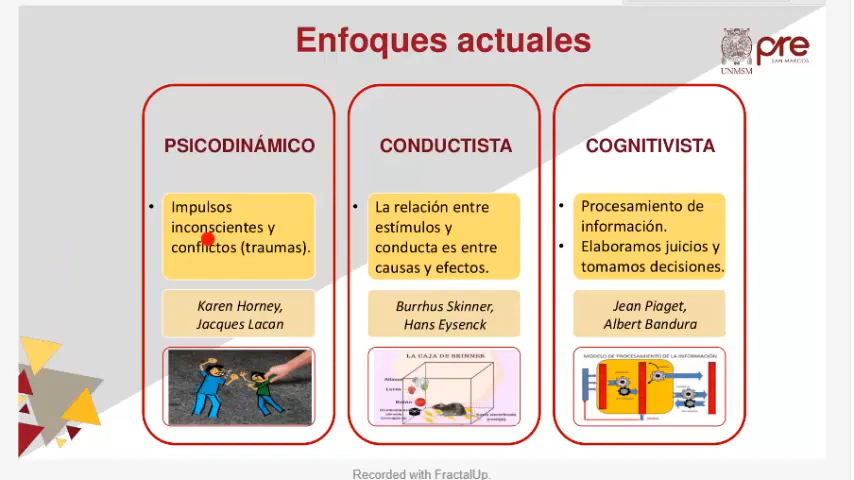 Enfoques actuales
UNMSM
pre
SAN MARCOS
PSICODINÁMICO
• Impulsos
inconscientes y
conflictos (traumas).
Karen Horney,
Jacques Lacan
CONDUCTISTA
• La relación entre
estímulos y
conducta es entre
causas y efectos.
Burrhus Skinner,
Hans Eysenck
LA CAJA DE SKINNER
COGNITIVISTA
• Procesamiento de
información.
• Elaboramos juicios y
tomamos decisiones.
Jean Piaget,
Albert Bandura
MODELO DE PROCESAMIENTO DE LA INFORMACIÓN
Recorded with FractalUp.